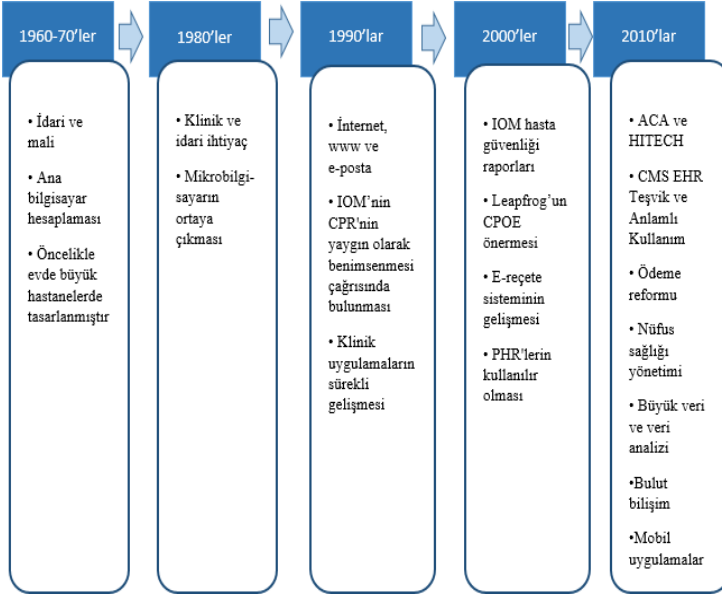 1960-70’ler
• İdari ve
mali
• Ana
bilgisayar
hesaplaması
• Öncelikle
evde büyük
hastanelerde
tasarlanmıştır
1980’ler
• Klinik ve
idari ihtiyaç
• Mikrobilgi-
sayarın
ortaya
çıkması
1990’lar
• İnternet,
www ve
e-posta
• IOM’nin
CPR'nin
yaygın olarak
benimsenmesi
çağrısında
bulunması
• Klinik
uygulamaların
sürekli
gelişmesi
2000’ler
• IOM hasta
güvenliği
raporları
• Leapfrog’un
CPOE
önermesi
• E-reçete
sisteminin
gelişmesi
• PHR'lerin
kullanılır
olması
2010’lar
• ACA ve
HITECH
• CMS EHR
Teşvik ve
Anlamlı
Kullanım
• Ödeme
reformu
• Nüfus
sağlığı
yönetimi
• Büyük veri
ve veri
analizi
•Bulut
bilişim
•Mobil
uygulamalar